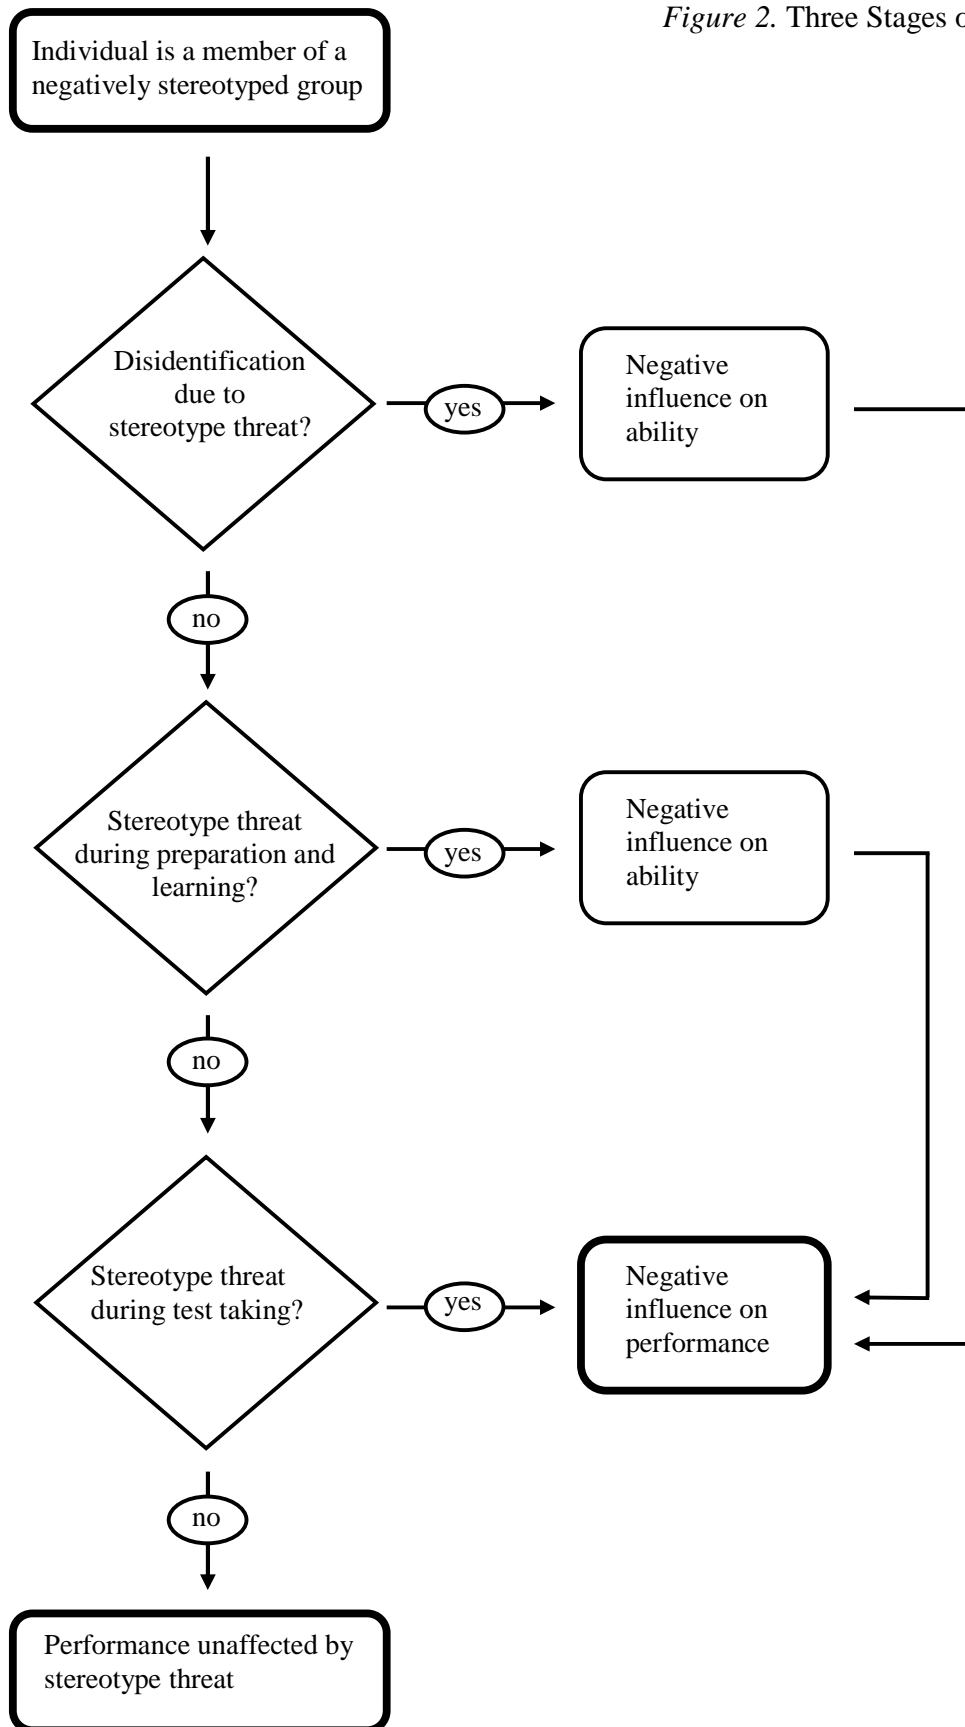 Figure 2. Three Stages o
Individual is a member of a
negatively stereotyped group
Disidentification
due to
stereotype threat?
yes
Negative
influence on
ability
no
Stereotype threat
during preparation and
learning?
yes
Negative
influence on
ability
no
Stereotype threat
during test taking?
yes
Negative
influence on
performance
no
Performance unaffected by
stereotype threat